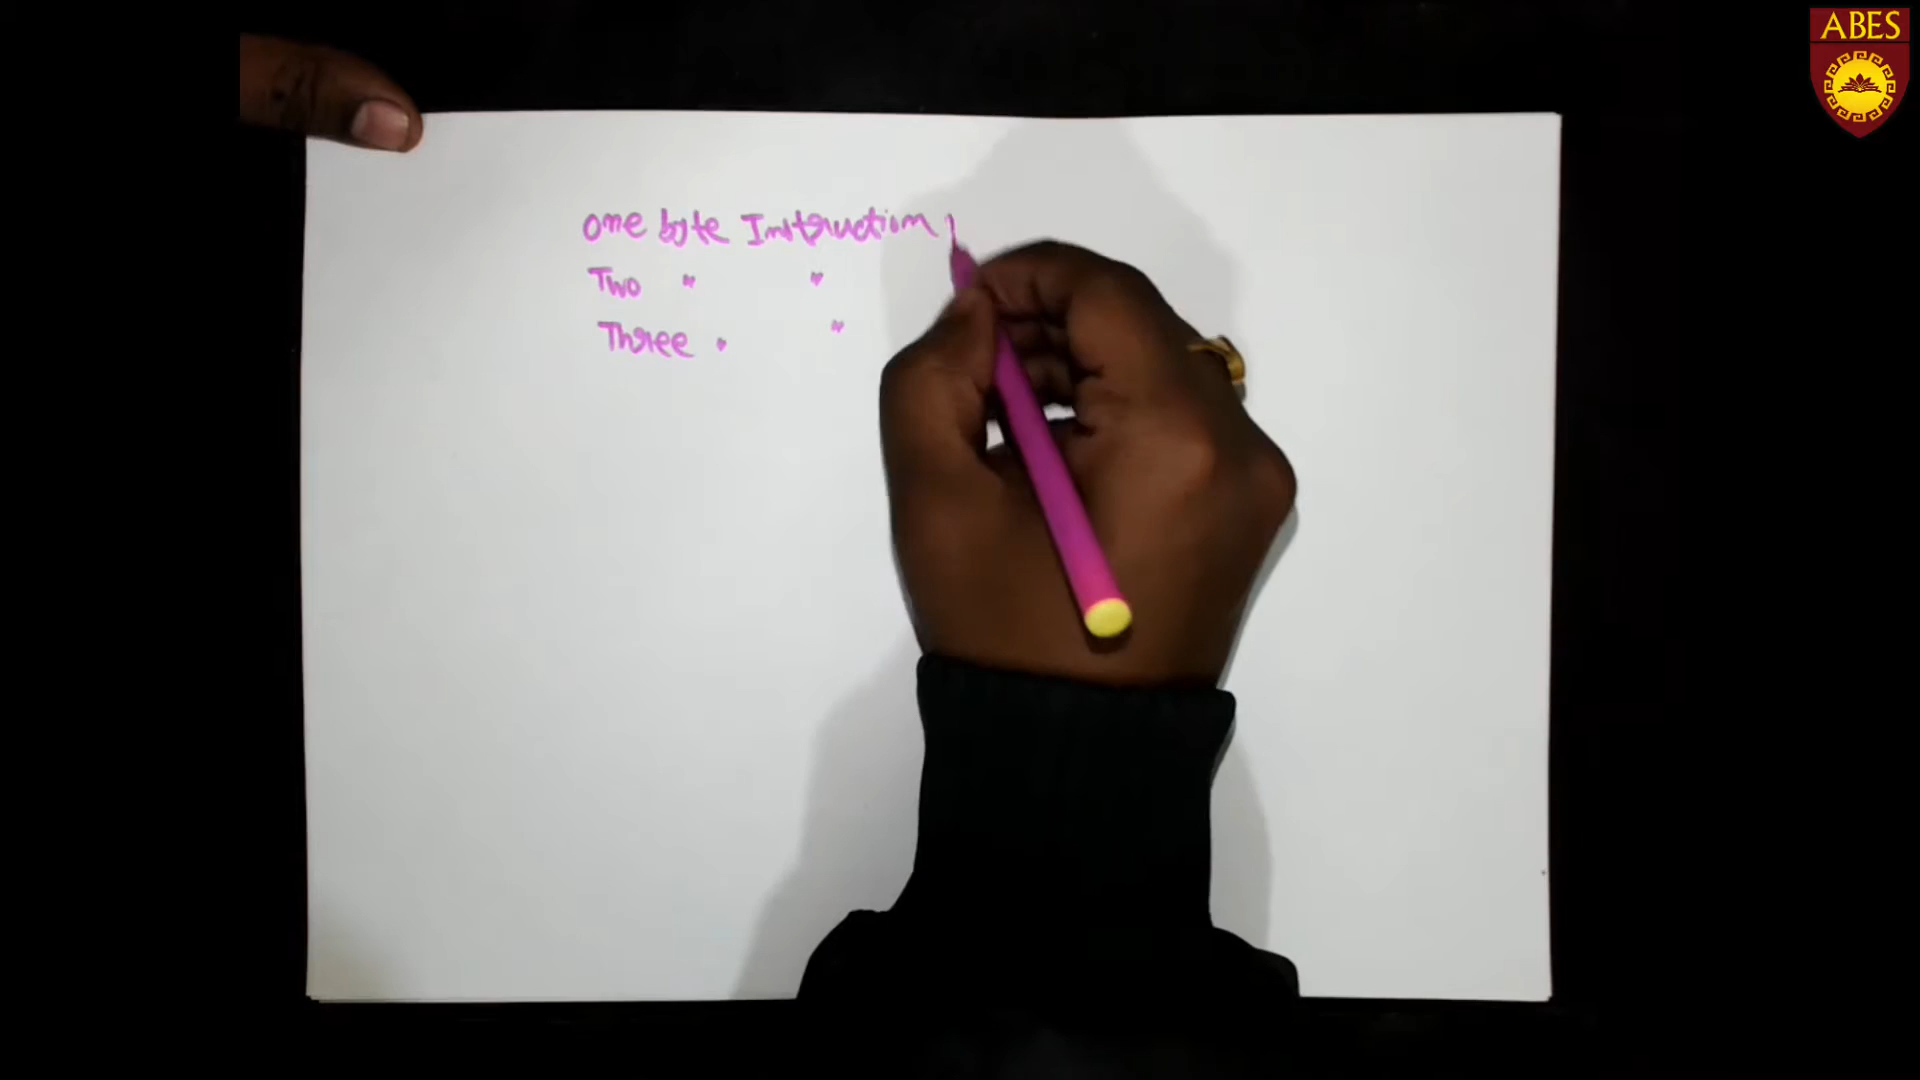 ABES
One byte Instruction
Two " "
Three " "